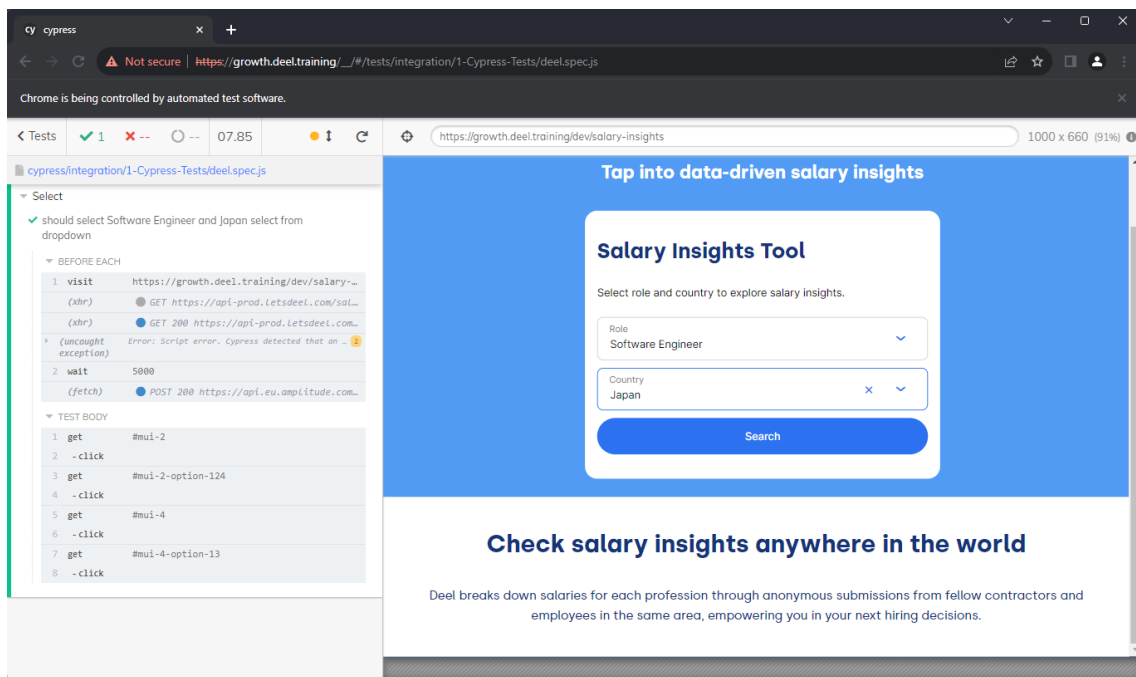 cy cypress
Not secure | https://growth.deel.training/__/#/tests/integration/1-Cypress-Tests/deel.spec.js
Chrome is being controlled by automated test software.
Tests 1 -- -- 07.85
https://growth.deel.training/dev/salary-insights 1000 x 660 (91%)
cypress/integration/1-Cypress-Tests/deel.spec.js
Select
should select Software Engineer and Japan select from
dropdown
BEFORE EACH
1 visit https://growth.deel.training/dev/salary-…
(xhr) GET https://api-prod.letsdeel.com/sal…
(xhr) GET 200 https://api-prod.letsdeel.com…
(uncaught Error: Script error. Cypress detected that an … 2
exception)
2 wait 5000
(fetch) POST 200 https://api.eu.amplitude.com…
TEST BODY
1 get #mui-2
2 - click
3 get #mui-2-option-124
4 - click
5 get #mui-4
6 - click
7 get #mui-4-option-13
8 - click
Tap into data-driven salary insights
Salary Insights Tool
Select role and country to explore salary insights.
Role
Software Engineer
Country
Japan
Search
Check salary insights anywhere in the world
Deel breaks down salaries for each profession through anonymous submissions from fellow contractors and
employees in the same area, empowering you in your next hiring decisions.